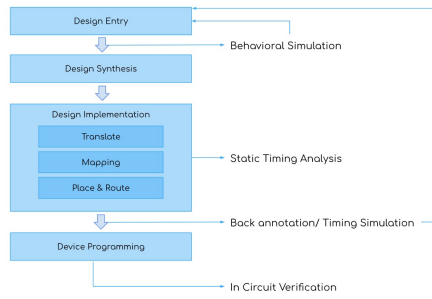 Design Entry
Behavioral Simulation
Design Synthesis
Design Implementation
Translate
Mapping
Static Timing Analysis
Place & Route
Back annotation/ Timing Simulation
Device Programming
In Circuit Verification